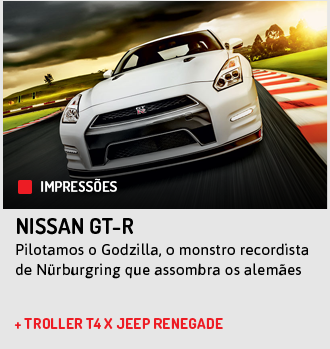 IMPRESSÕES
NISSAN GT-R
Pilotamos o Godzilla, o monstro recordista
de Nürburgring que assombra os alemães
+ TROLLER T4 X JEEP RENEGADE